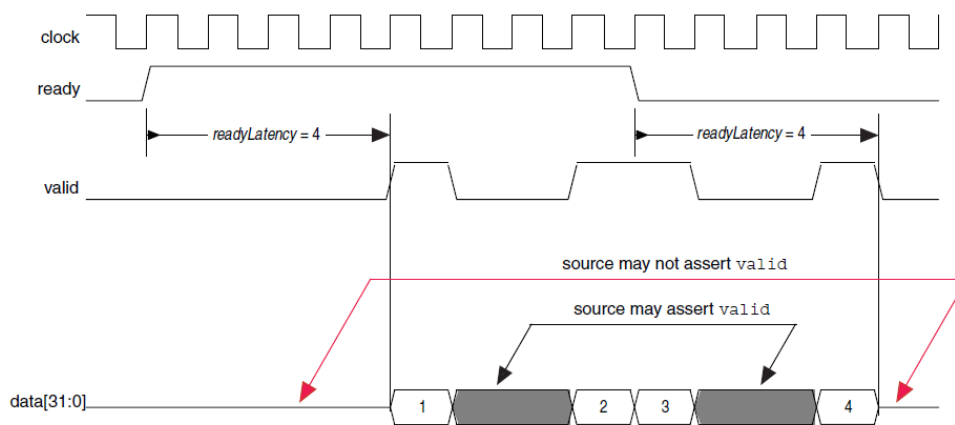 clock
ready
readyLatency = 4 readyLatency = 4
valid
source may not assert valid
source may assert valid
data[31:0] 1 2 3 4